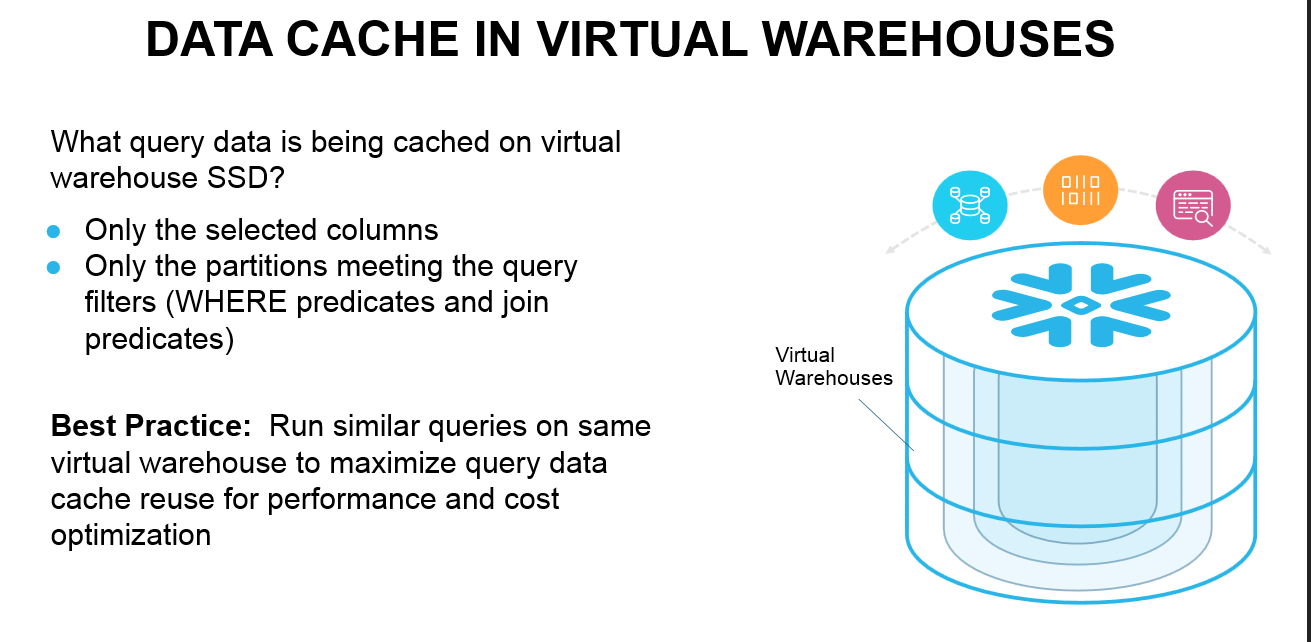 DATA CACHE IN VIRTUAL WAREHOUSES
What query data is being cached on virtual
warehouse SSD?
● Only the selected columns
● Only the partitions meeting the query
filters (WHERE predicates and join
predicates)
Best Practice: Run similar queries on same
virtual warehouse to maximize query data
cache reuse for performance and cost
optimization
Virtual
Warehouses